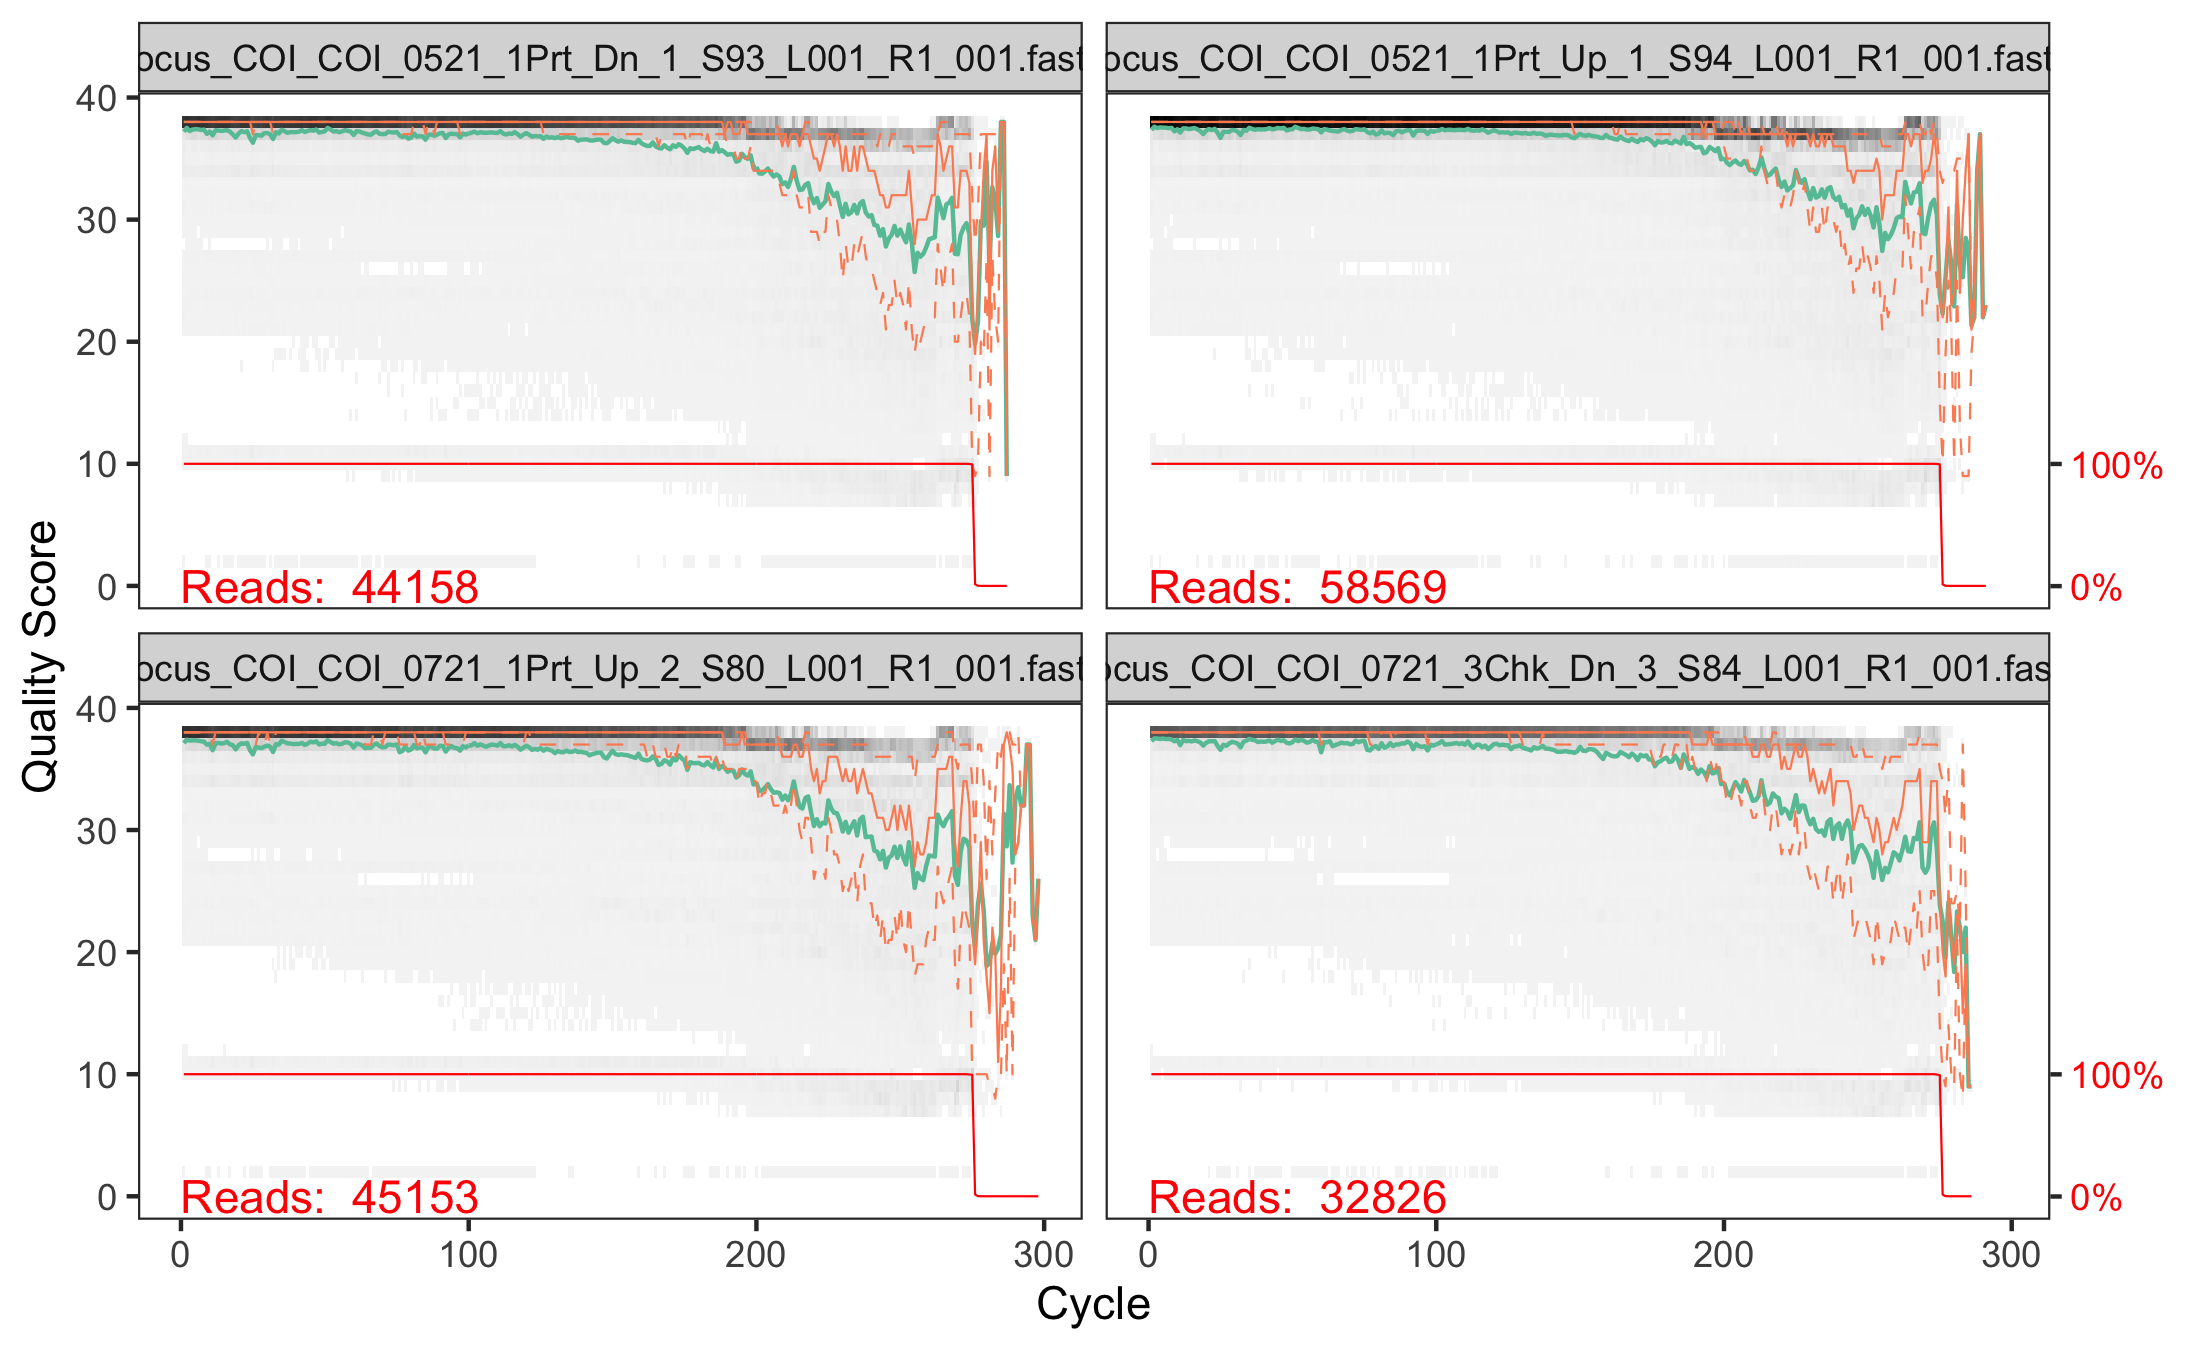 ocus_COI_COI_0521_1Prt_Dn_1_S93_L001_R1_001.fast
ocus_COI_COI_0521_1Prt_Up_1_S94_L001_R1_001.fast
40
30
20
10
0
Reads: 44158
Reads: 58569
100%
0%
ocus_COI_COI_0721_1Prt_Up_2_S80_L001_R1_001.fast
ocus_COI_COI_0721_3Chk_Dn_3_S84_L001_R1_001.fas
40
30
20
10
0
Reads: 45153
Reads: 32826
100%
0%
0 100 200 300
0 100 200 300
Quality Score
Cycle